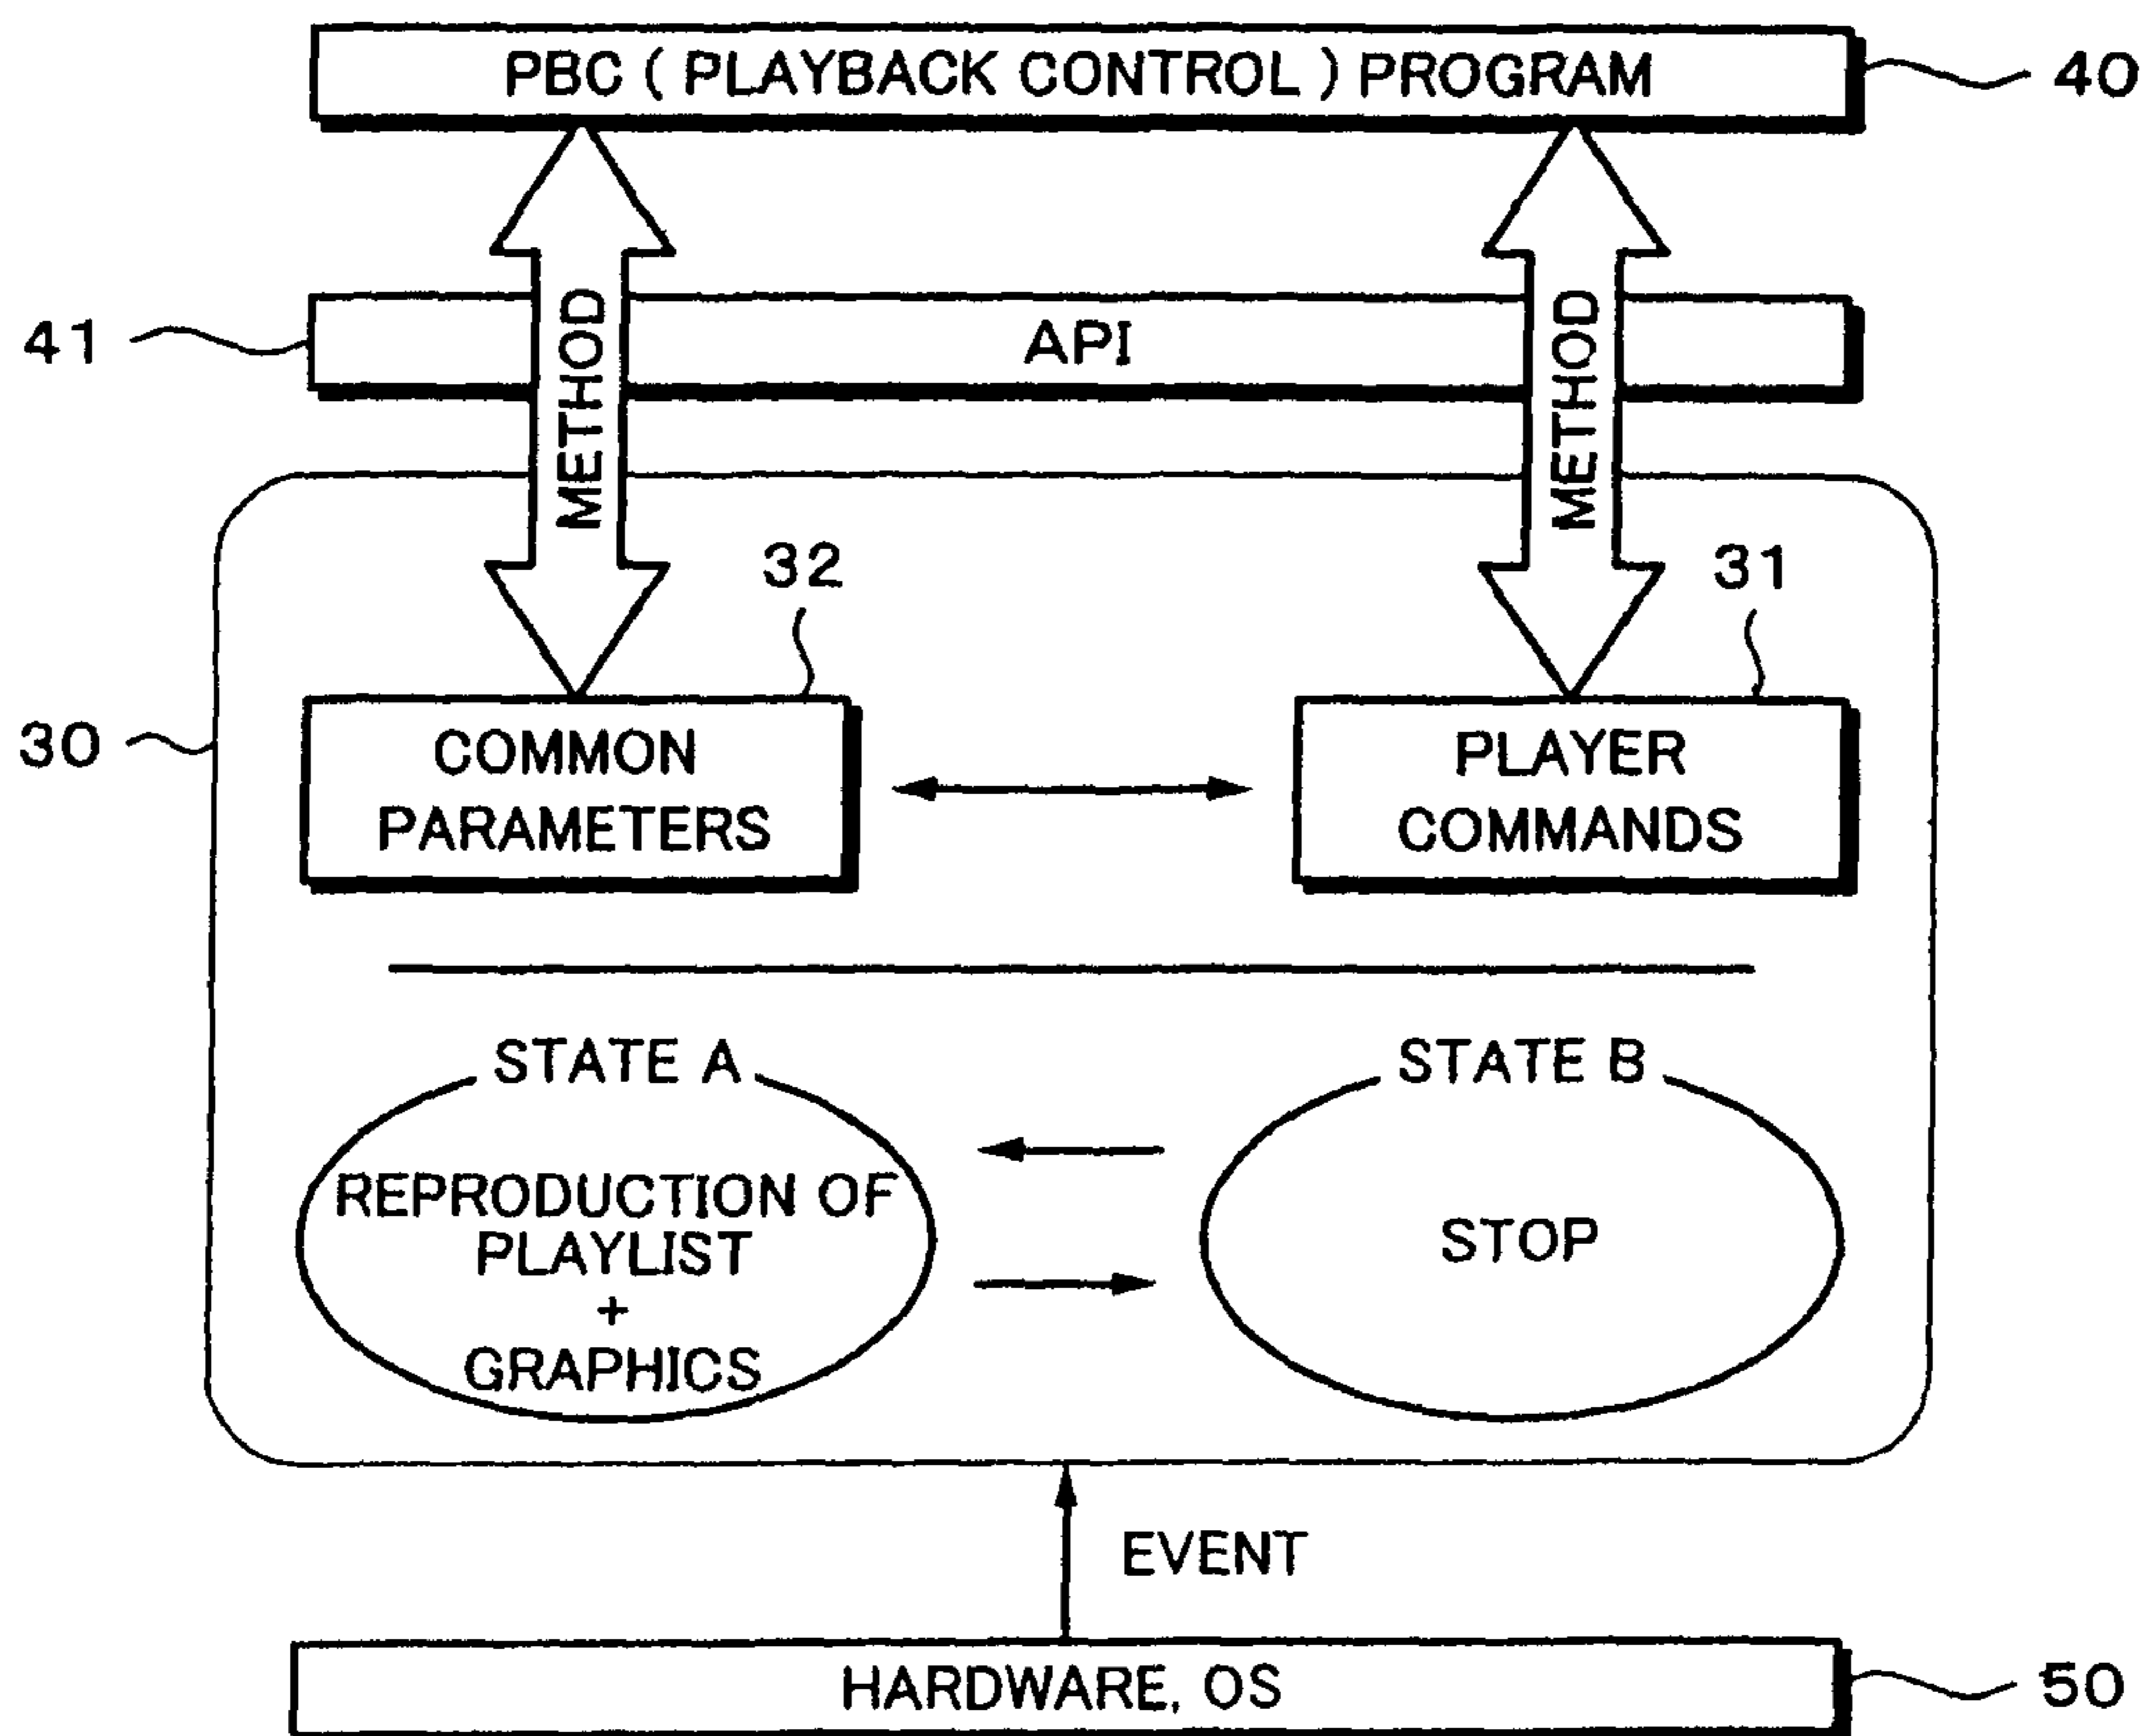 PBC ( PLAYBACK CONTROL ) PROGRAM
40
41
API
METHOD
METHOD
32
31
30
COMMON
PARAMETERS
PLAYER
COMMANDS
STATE A
STATE B
REPRODUCTION OF
PLAYLIST
+
GRAPHICS
STOP
EVENT
HARDWARE, OS
50